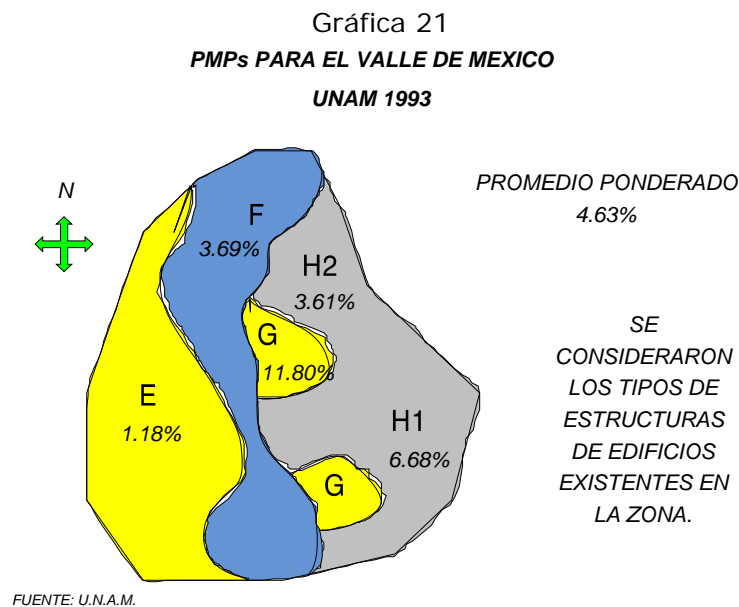 Gráfica 21
PMPs PARA EL VALLE DE MEXICO
UNAM 1993
N
PROMEDIO PONDERADO
4.63%
F
3.69%
H2
3.61%
G
11.80%
E
1.18%
H1
6.68%
G
SE
CONSIDERARON
LOS TIPOS DE
ESTRUCTURAS
DE EDIFICIOS
EXISTENTES EN
LA ZONA.
FUENTE: U.N.A.M.